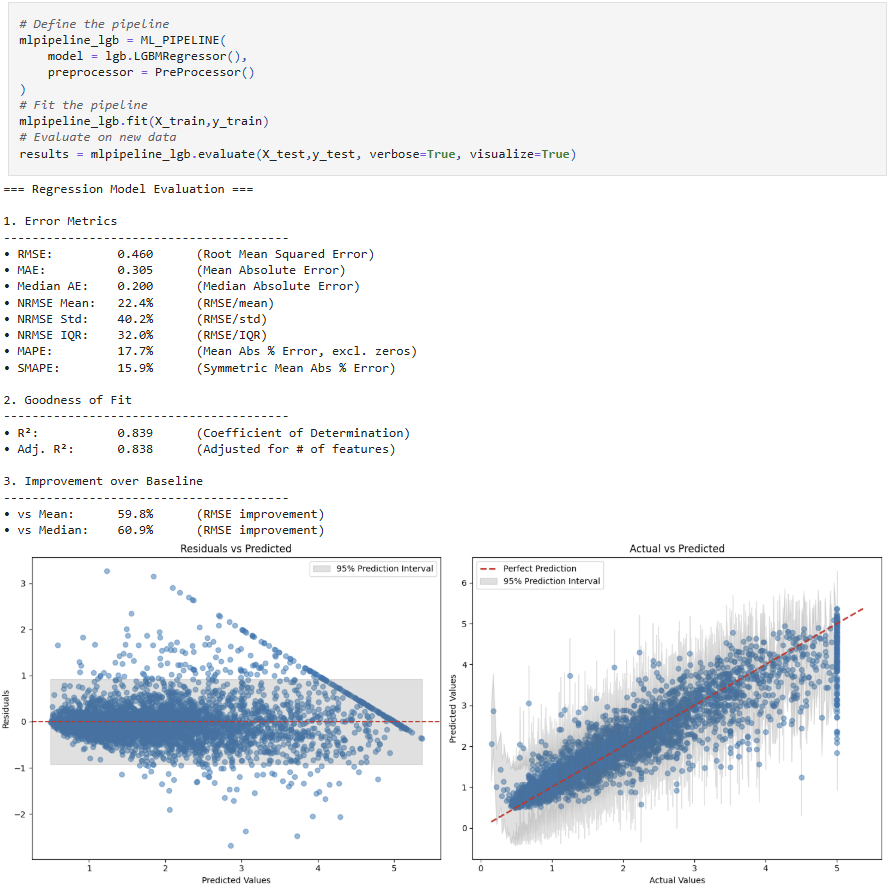 # Define the pipeline
mlpipeline_lgb = ML_PIPELINE(
    model = lgb.LGBMRegressor(),
    preprocessor = PreProcessor()
)
# Fit the pipeline
mlpipeline_lgb.fit(X_train,y_train)
# Evaluate on new data
results = mlpipeline_lgb.evaluate(X_test,y_test, verbose=True, visualize=True)
=== Regression Model Evaluation ===
1. Error Metrics
--------------------------------------
• RMSE: 0.460 (Root Mean Squared Error)
• MAE: 0.305 (Mean Absolute Error)
• Median AE: 0.200 (Median Absolute Error)
• NRMSE Mean: 22.4% (RMSE/mean)
• NRMSE Std: 40.2% (RMSE/std)
• NRMSE IQR: 32.0% (RMSE/IQR)
• MAPE: 17.7% (Mean Abs % Error, excl. zeros)
• SMAPE: 15.9% (Symmetric Mean Abs % Error)
2. Goodness of Fit
--------------------------------------
• R²: 0.839 (Coefficient of Determination)
• Adj. R²: 0.838 (Adjusted for # of features)
3. Improvement over Baseline
--------------------------------------
• vs Mean: 59.8% (RMSE improvement)
• vs Median: 60.9% (RMSE improvement)
Residuals vs Predicted
95% Prediction Interval
3
2
1
0
−1
−2
Residuals
1 2 3 4 5
Predicted Values
Actual vs Predicted
Perfect Prediction
95% Prediction Interval
6
5
4
3
2
1
0
Predicted Values
0 1 2 3 4 5
Actual Values